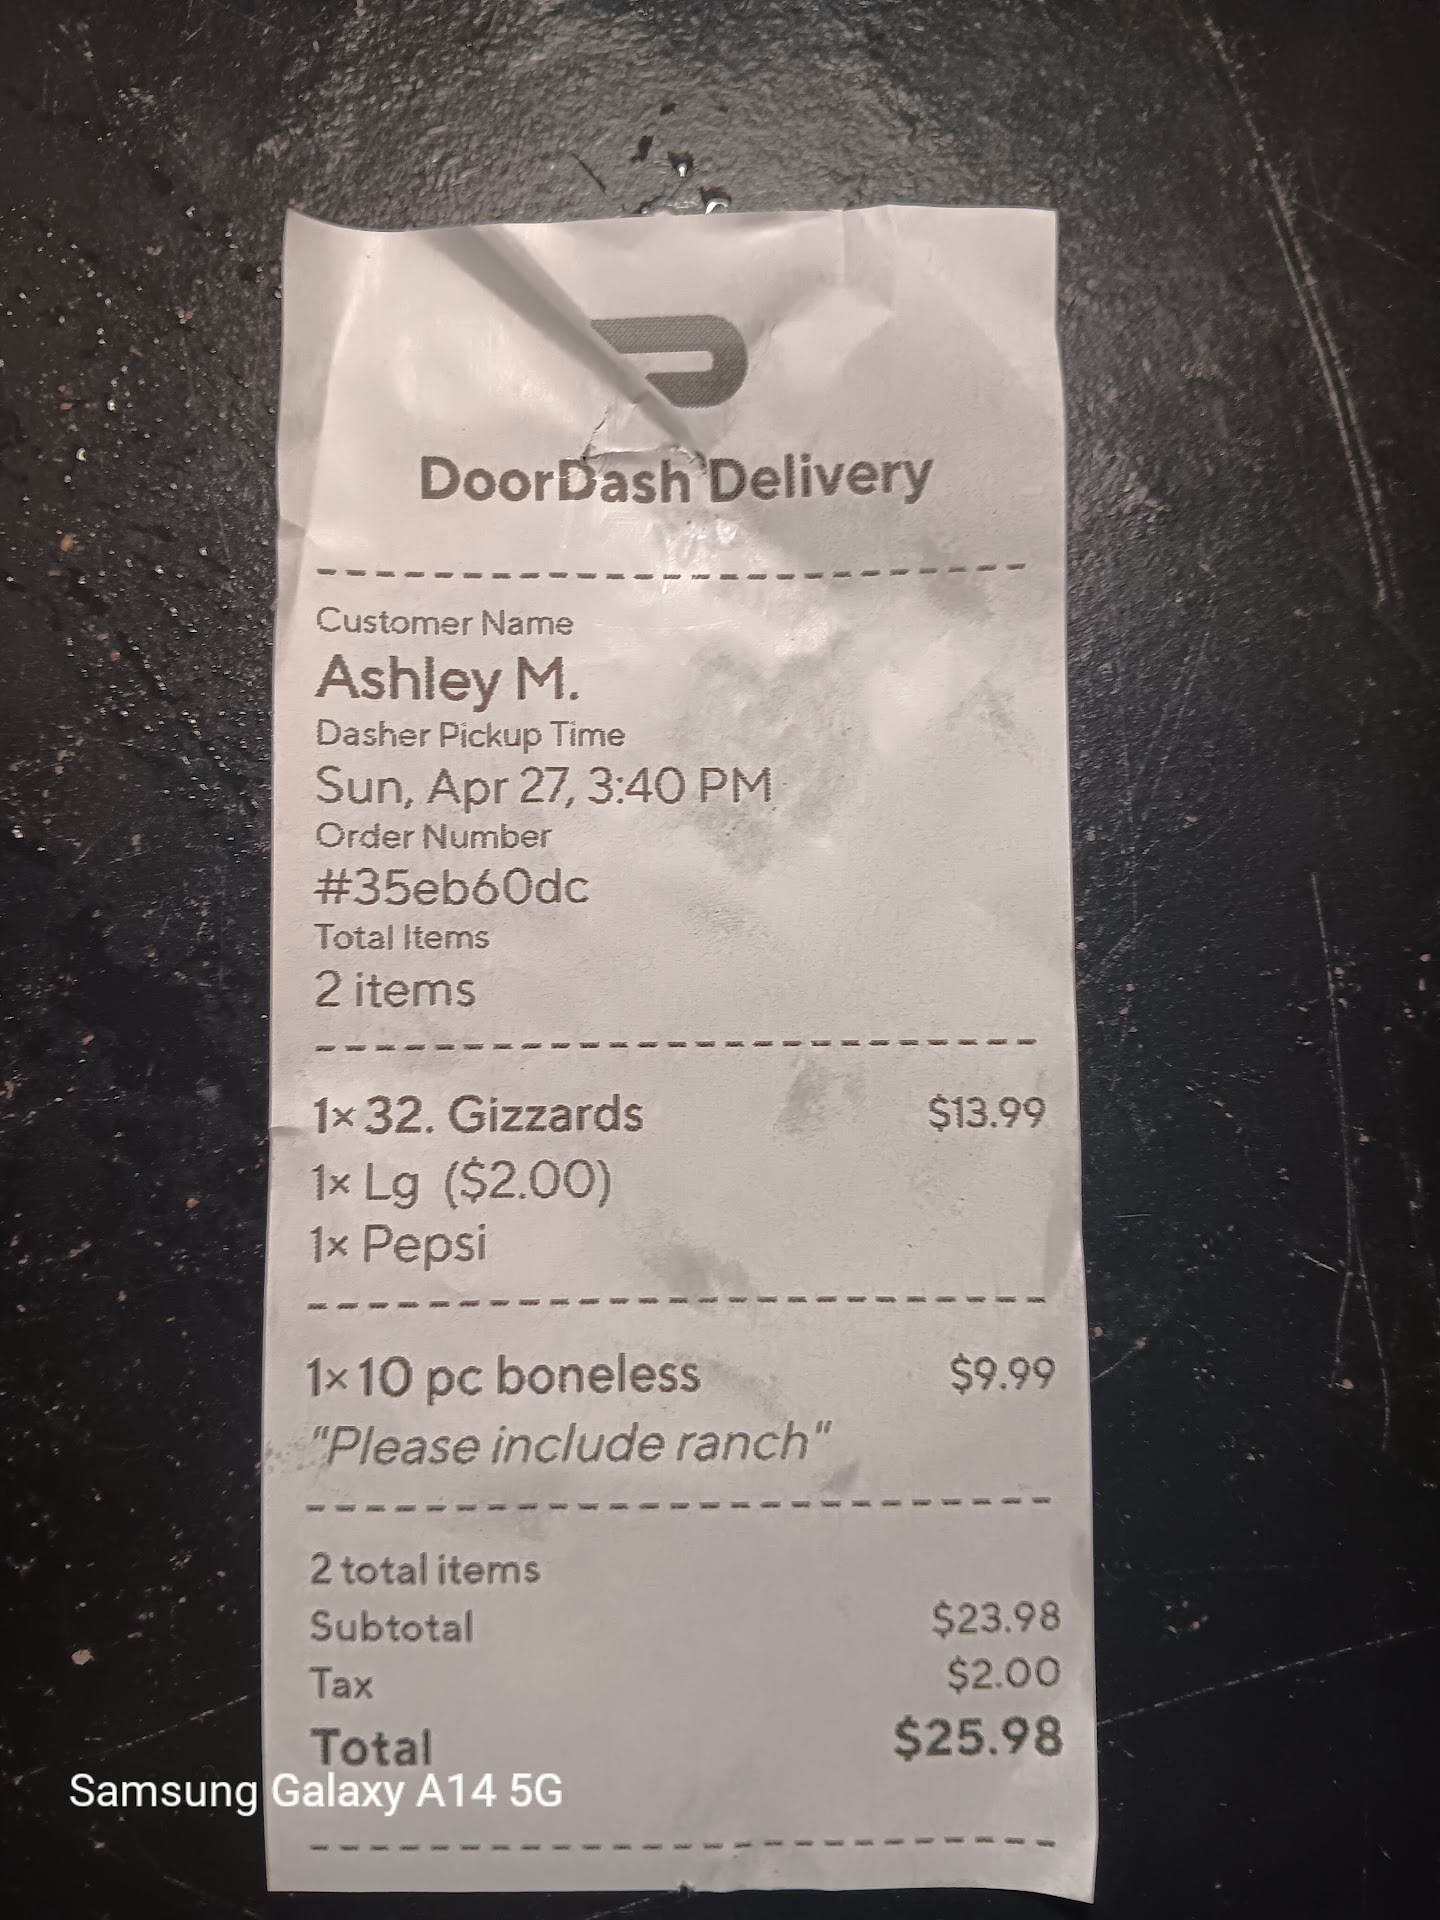 DoorDash Delivery
Customer Name
Ashley M.
Dasher Pickup Time
Sun, Apr 27, 3:40 PM
Order Number
#35eb60dc
Total Items
2 items
1× 32. Gizzards $13.99
1× Lg ($2.00)
1× Pepsi
1× 10 pc boneless $9.99
"Please include ranch"
2 total items
Subtotal $23.98
Tax $2.00
Total $25.98
Samsung Galaxy A14 5G